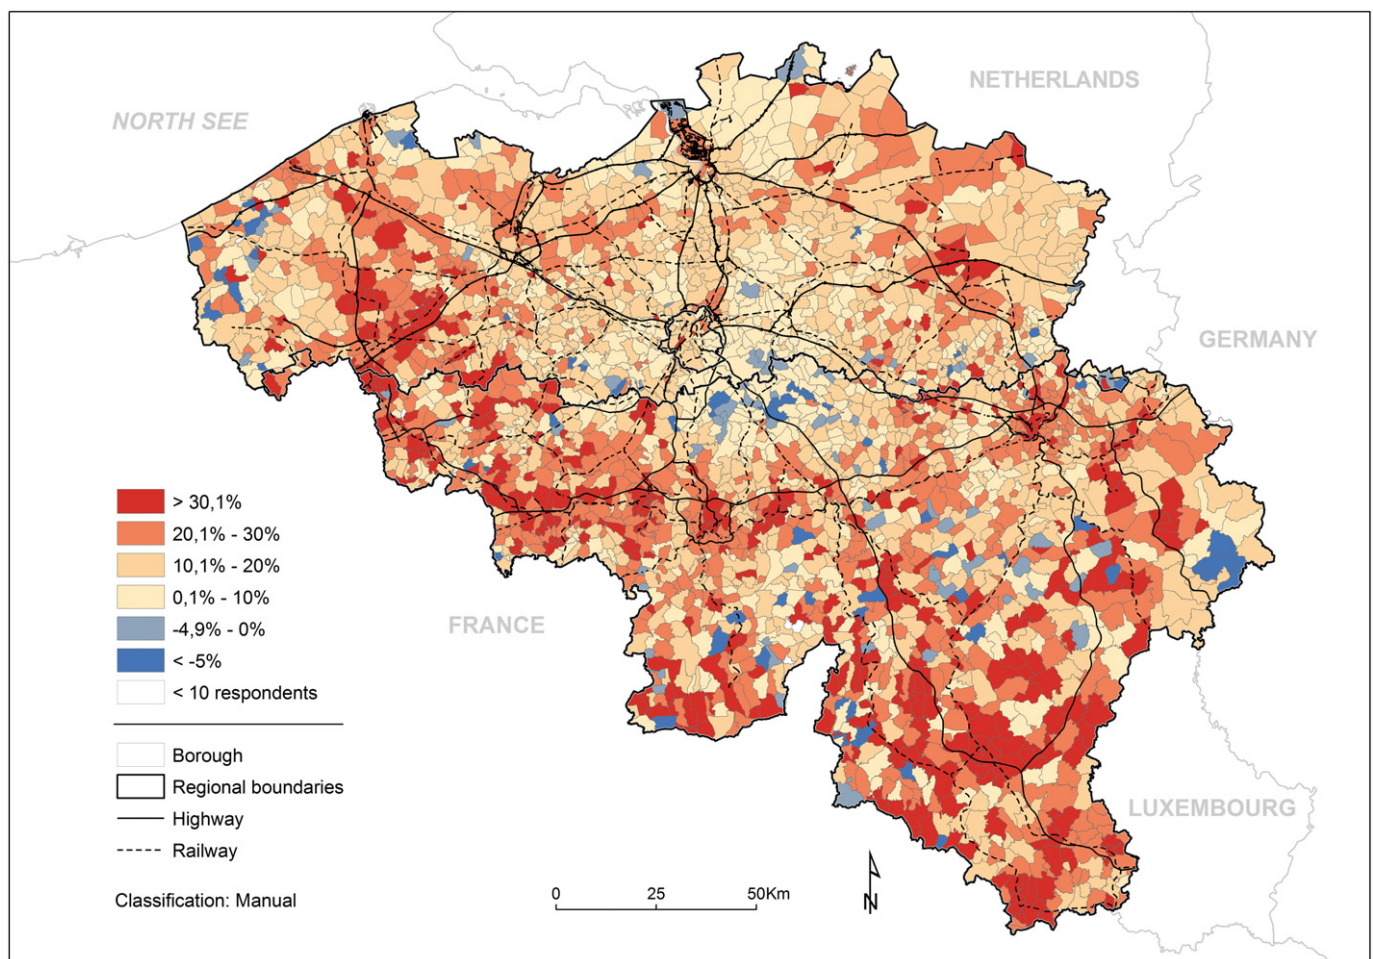 NETHERLANDS
NORTH SEE
GERMANY
> 30,1%
20,1% - 30%
10,1% - 20%
0,1% - 10%
-4,9% - 0%
< -5%
< 10 respondents
FRANCE
Borough
Regional boundaries
Highway
Railway
LUXEMBOURG
Classification: Manual
0 25 50Km
N